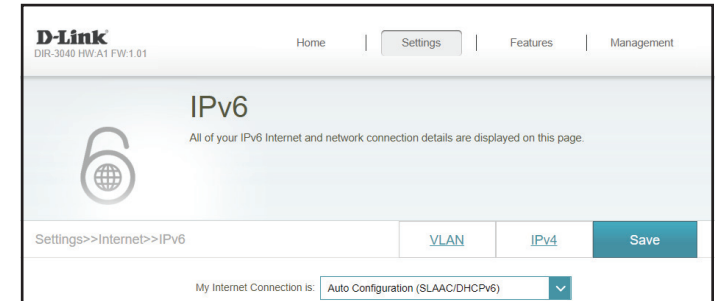 D-Link
DIR-3040 HW:A1 FW:1.01
Home | Settings | Features | Management
IPv6
All of your IPv6 Internet and network connection details are displayed on this page.
Settings>>Internet>>IPv6 VLAN IPv4 Save
My Internet Connection is: Auto Configuration (SLAAC/DHCPv6)